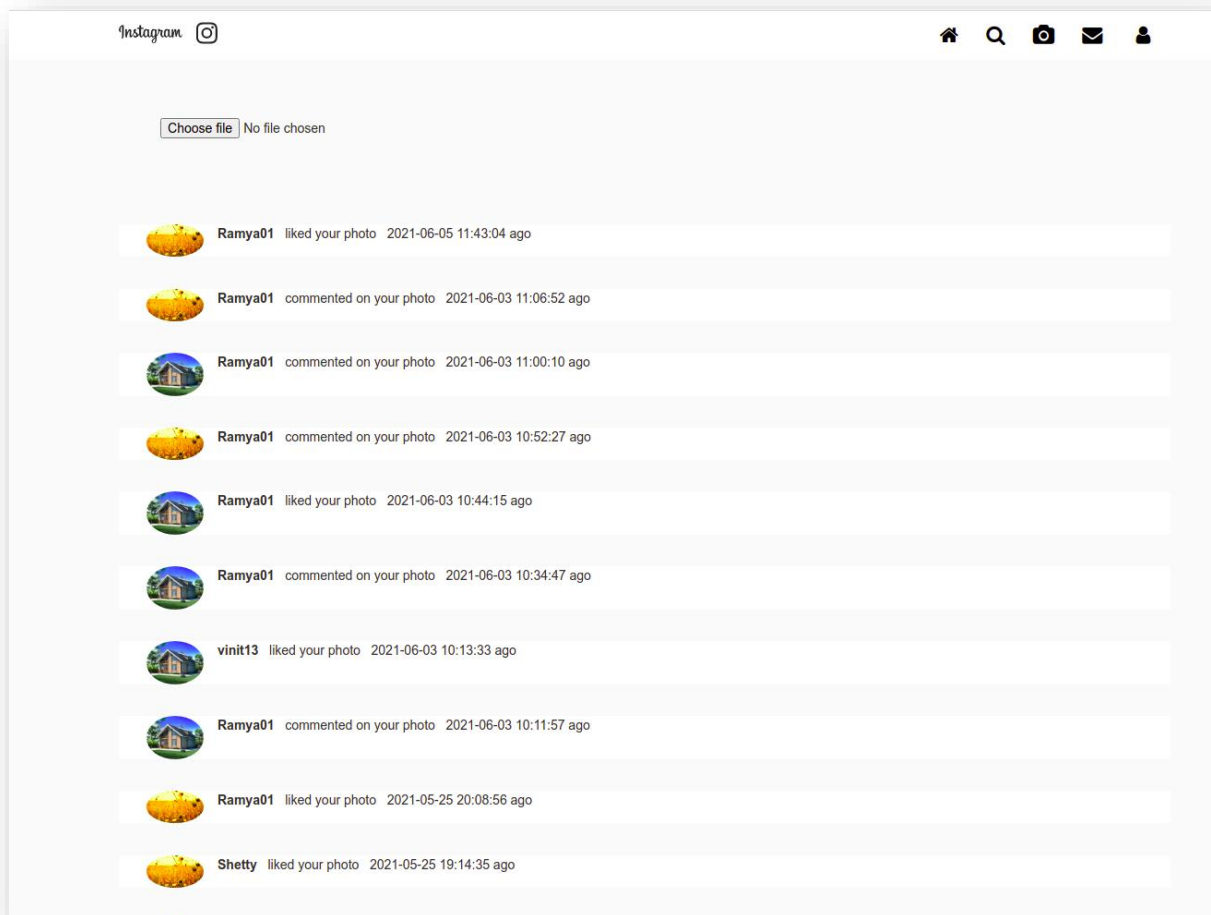 Instagram
Choose file No file chosen
Ramya01 liked your photo 2021-06-05 11:43:04 ago
Ramya01 commented on your photo 2021-06-03 11:06:52 ago
Ramya01 commented on your photo 2021-06-03 11:00:10 ago
Ramya01 commented on your photo 2021-06-03 10:52:27 ago
Ramya01 liked your photo 2021-06-03 10:44:15 ago
Ramya01 commented on your photo 2021-06-03 10:34:47 ago
vinit13 liked your photo 2021-06-03 10:13:33 ago
Ramya01 commented on your photo 2021-06-03 10:11:57 ago
Ramya01 liked your photo 2021-05-25 20:08:56 ago
Shetty liked your photo 2021-05-25 19:14:35 ago